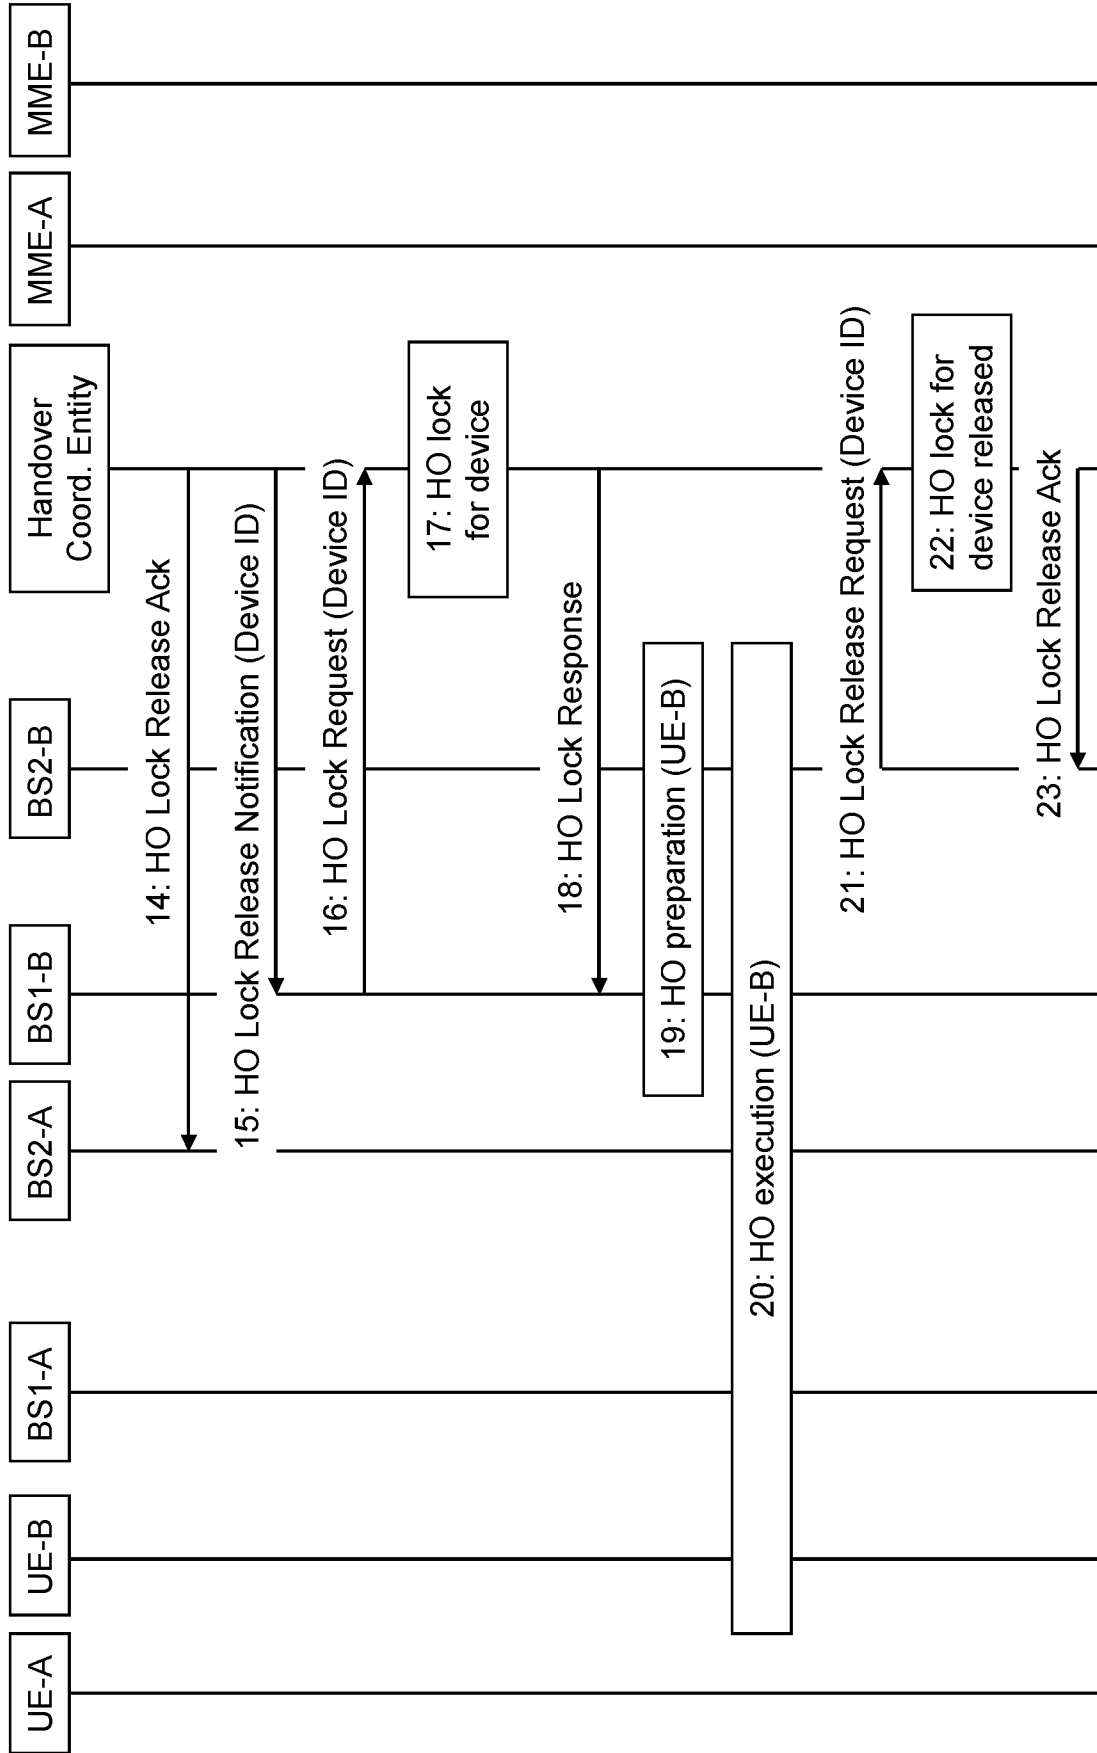 UE-A
UE-B
BS1-A
BS2-A
BS1-B
BS2-B
Handover
Coord. Entity
MME-A
MME-B
14: HO Lock Release Ack
15: HO Lock Release Notification (Device ID)
16: HO Lock Request (Device ID)
17: HO lock
for device
18: HO Lock Response
19: HO preparation (UE-B)
20: HO execution (UE-B)
21: HO Lock Release Request (Device ID)
22: HO lock for
device released
23: HO Lock Release Ack